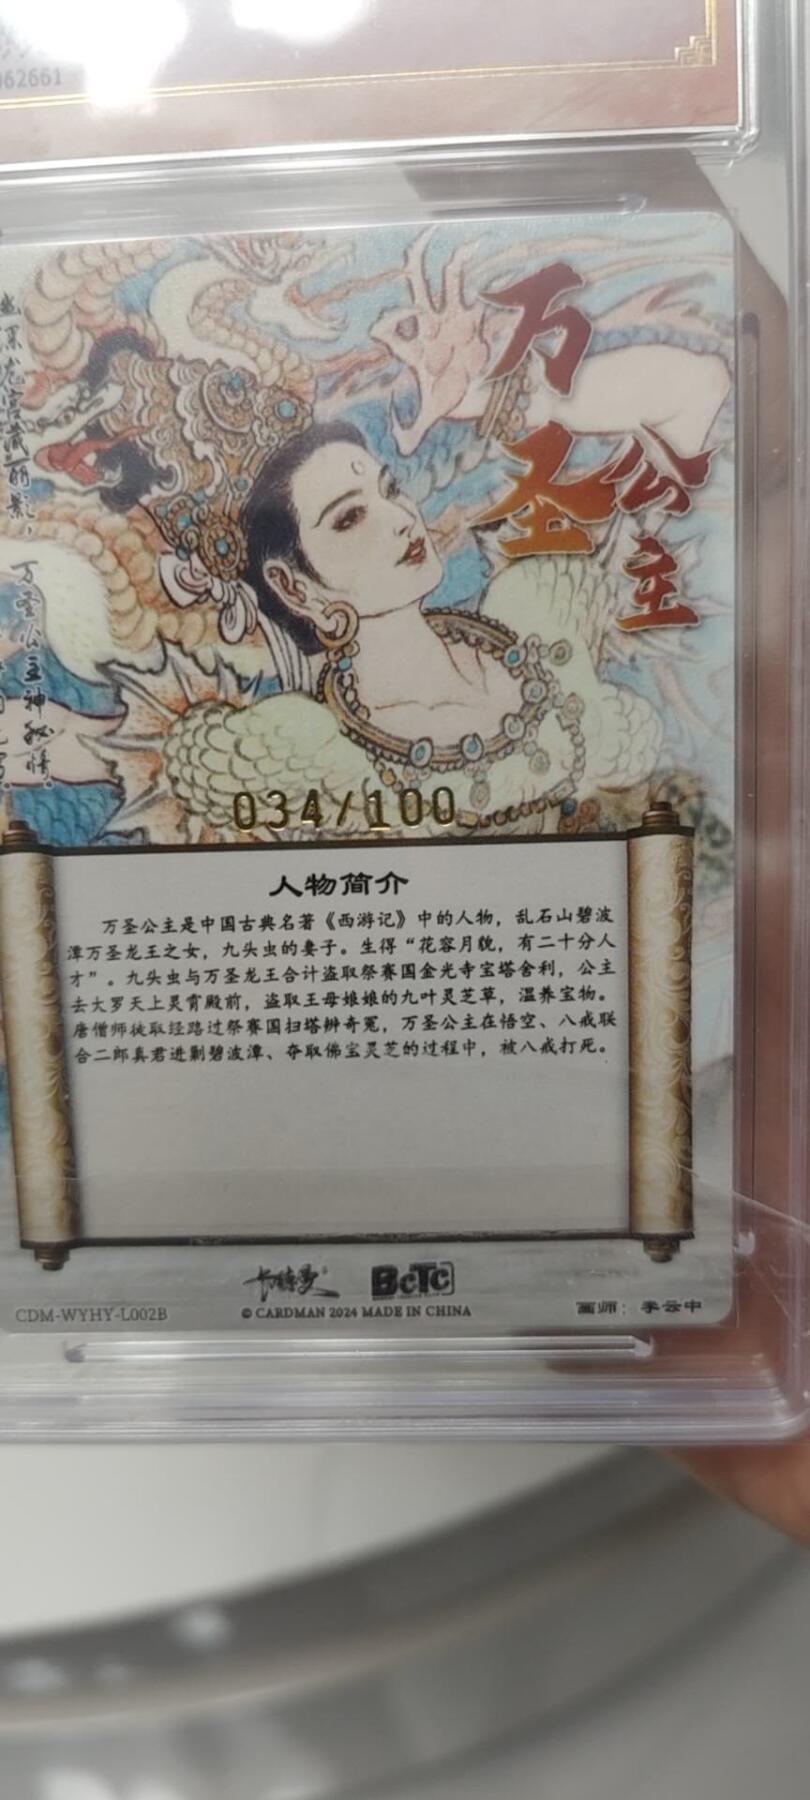 062661
万圣
公主
龙宫藏丽影，
万圣公主神秘情。
034/100
人物简介
万圣公主是中国古典名著《西游记》中的人物，乱石山碧波
潭万圣龙王之女，九头虫的妻子。生得“花容月貌，有二十分人
才”。九头虫与万圣龙王合计盗取祭赛国金光寺宝塔舍利，公主
去大罗天上灵霄殿前，盗取王母娘娘的九叶灵芝草，温养宝物。
唐僧师徒取经路过祭赛国扫塔辨奇冤，万圣公主在悟空、八戒联
合二郎真君进剿碧波潭、夺取佛宝灵芝的过程中，被八戒打死。
卡特曼
BCTC
CDM-WYHY-L002B
© CARDMAN 2024 MADE IN CHINA
画师：李云中